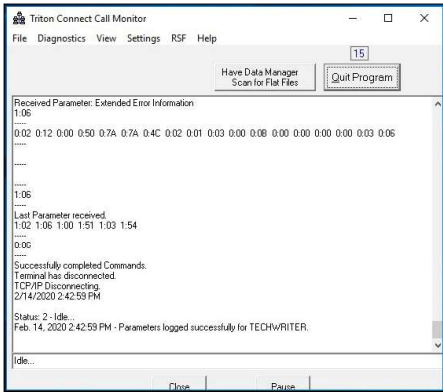 Triton Connect Call Monitor
File Diagnostics View Settings RSF Help
15
Have Data Manager
Scan for Flat Files
Quit Program
Received Parameter: Extended Error Information
1:06
-----
0:02 0:12 0:00 0:50 0:7A 0:7A 0:4C 0:02 0:01 0:03 0:00 0:0B 0:00 0:00 0:00 0:00 0:03 0:06
-----
-----
-----
1:06
-----
Last Parameter received.
1:02 1:06 1:00 1:51 1:03 1:54
-----
0:06
-----
Successfully completed Commands.
Terminal has disconnected.
TCP/IP Disconnecting.
2/14/2020 2:42:59 PM
Status: 2 - Idle...
Feb. 14, 2020 2:42:59 PM - Parameters logged successfully for TECHWRITER.
Idle...
Close
Pause